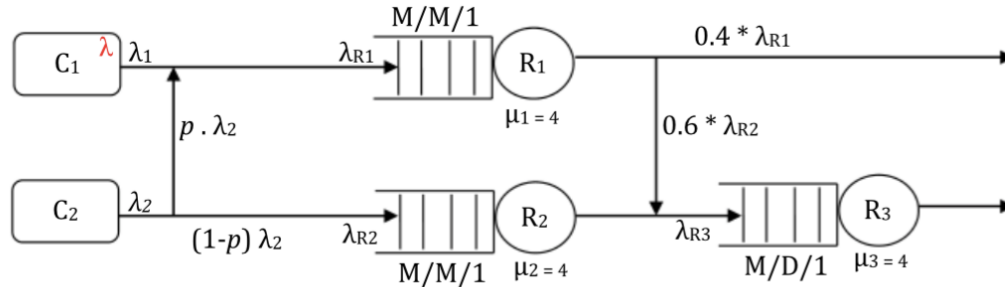 M/M/1
C₁ λ λ₁ λR1 R₁ 0.4 * λR1
μ₁ = 4
p . λ₂ 0.6 * λR2
C₂ λ₂ (1-p) λ₂ λR2 R₂ λR3 R₃
M/M/1 μ₂ = 4 M/D/1 μ₃ = 4